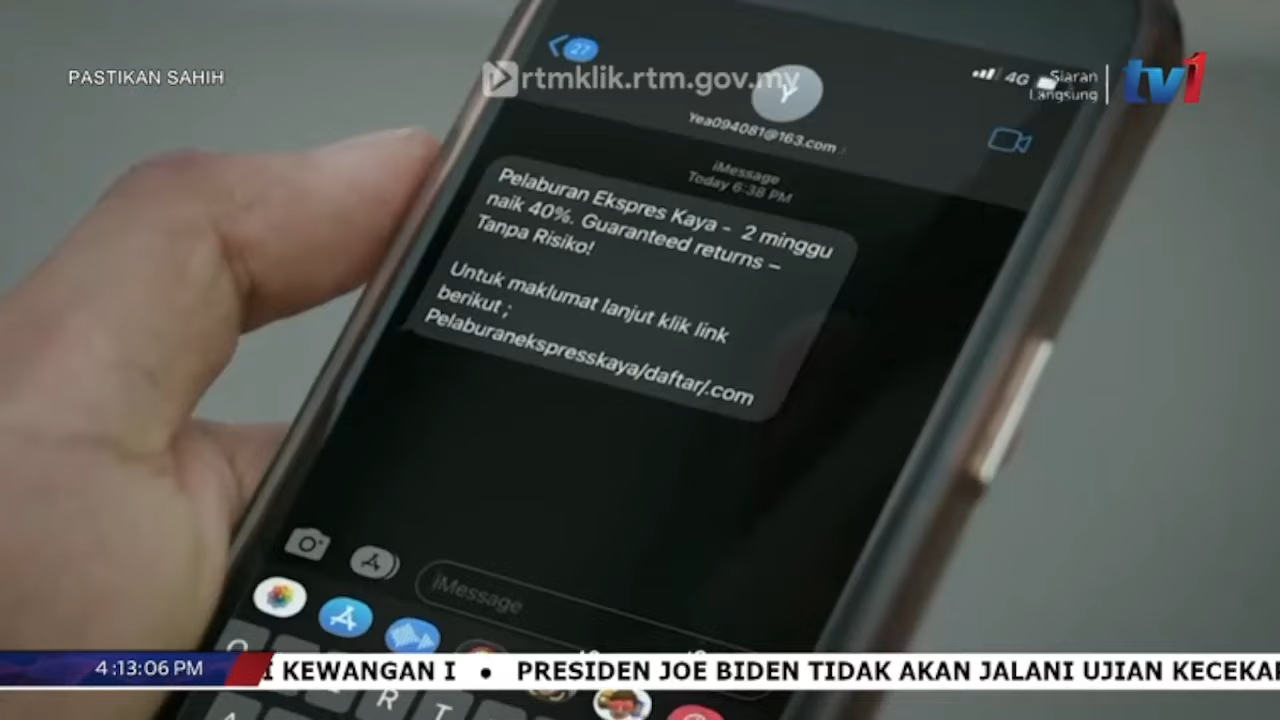 PASTIKAN SAHIH
27
rtmklik.rtm.gov.my
Y
4G
Siaran
Langsung
tv1
Yea094081@163.com
iMessage
Today 6:38 PM
Pelaburan Ekspres Kaya - 2 minggu
naik 40%. Guaranteed returns –
Tanpa Risiko!
Untuk maklumat lanjut klik link
berikut ;
Pelaburanekspresskaya/daftar/.com
iMessage
R
T
4:13:06 PM
I KEWANGAN I • PRESIDEN JOE BIDEN TIDAK AKAN JALANI UJIAN KECEKA